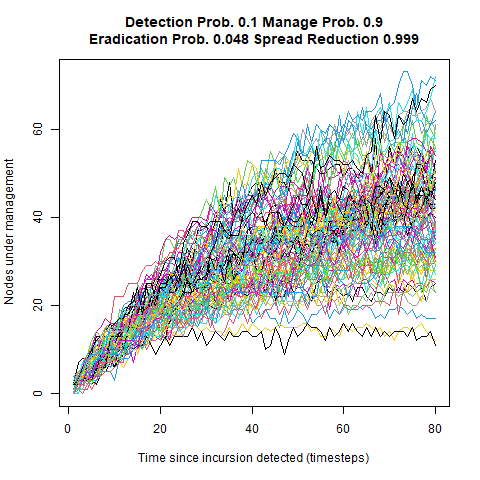 Detection Prob. 0.1 Manage Prob. 0.9
Eradication Prob. 0.048 Spread Reduction 0.999
Nodes under management
60
40
20
0
0 20 40 60 80
Time since incursion detected (timesteps)